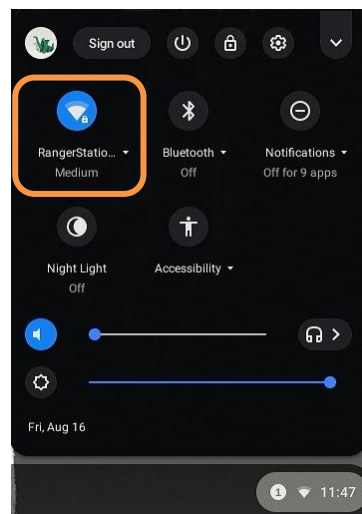 Sign out
RangerStatio...
Medium
Bluetooth
Off
Notifications
Off for 9 apps
Night Light
Off
Accessibility
Fri, Aug 16
1
11:47